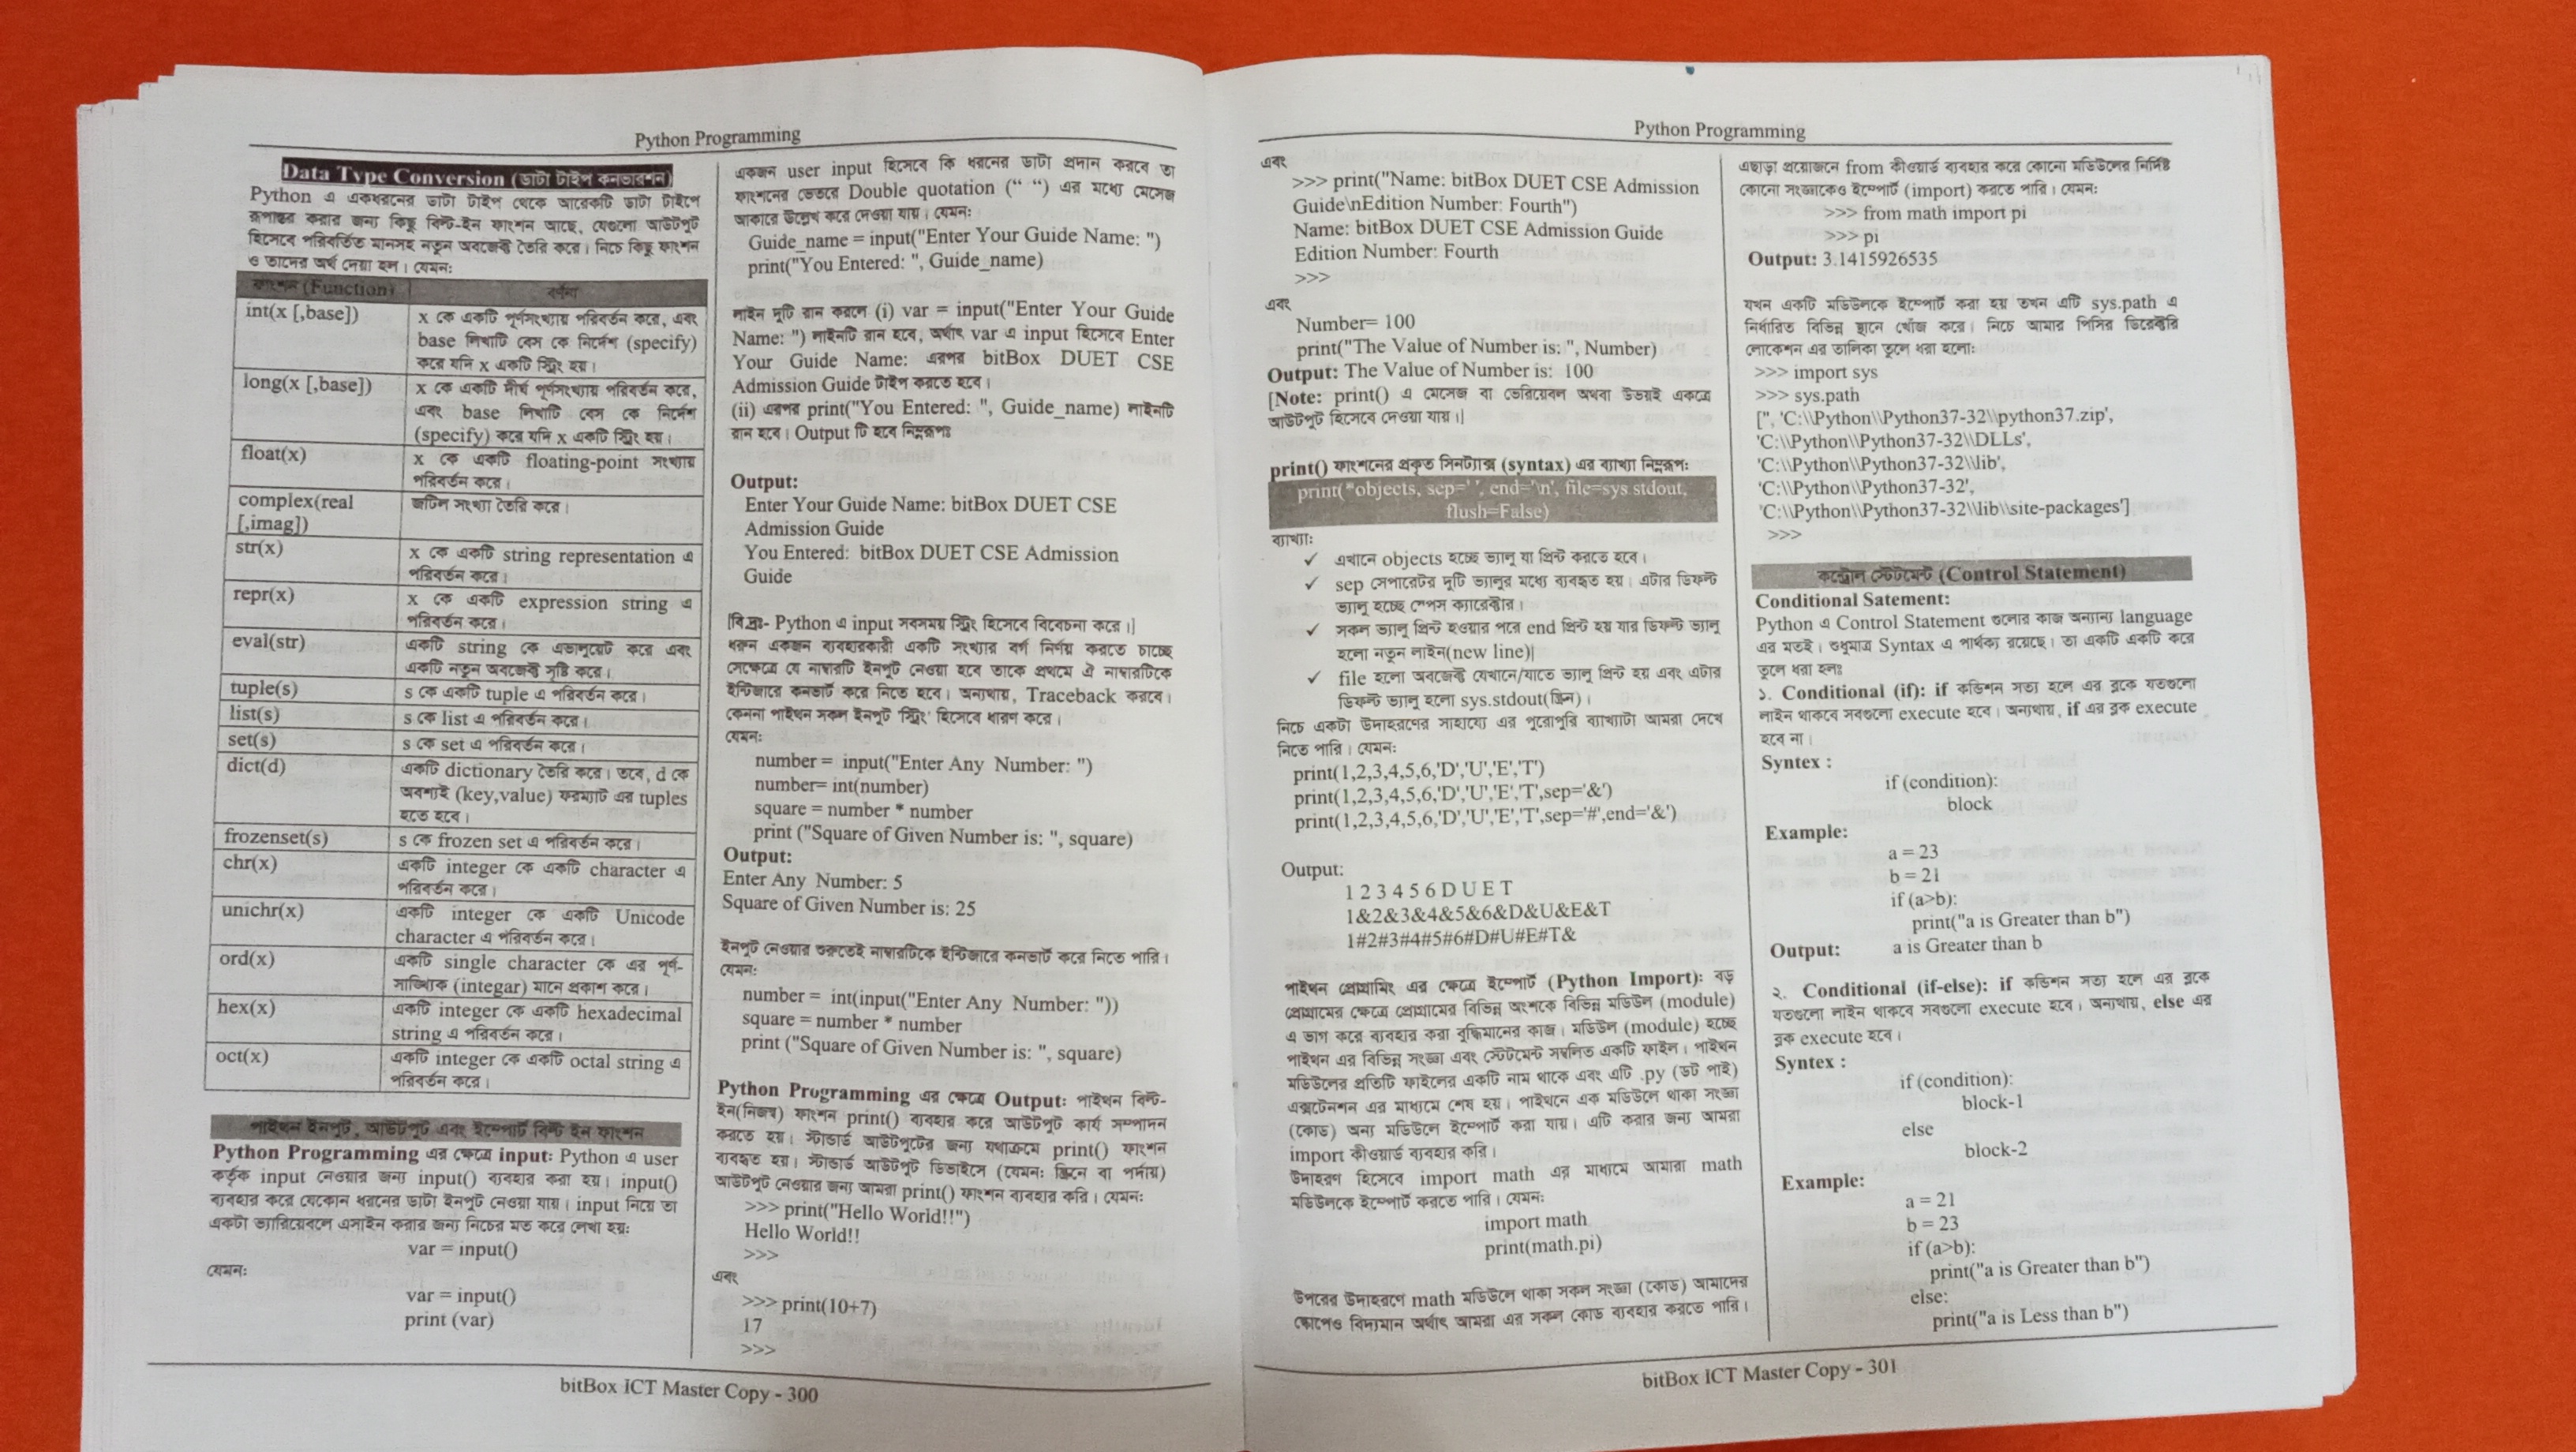 Python Programming
Data Type Conversion (ডাটা টাইপ কনভারশন)
Python এ একধরনের ডাটা টাইপ থেকে আরেকটি ডাটা টাইপে
রূপান্তর করার জন্য কিছু বিল্ট-ইন ফাংশন আছে, যেগুলো আউটপুট
হিসেবে পরিবর্তিত মানসহ নতুন অবজেক্ট তৈরি করে। নিচে কিছু ফাংশন
ও তাদের অর্থ দেয়া হল। যেমন:
ফাংশন (Function) বর্ণনা
int(x [,base]) x কে একটি পূর্ণসংখ্যায় পরিবর্তন করে, এবং
base লিখাটি বেস কে নির্দেশ (specify)
করে যদি x একটি স্ট্রিং হয়।
long(x [,base]) x কে একটি দীর্ঘ পূর্ণসংখ্যায় পরিবর্তন করে,
এবং base লিখাটি বেস কে নির্দেশ
(specify) করে যদি x একটি স্ট্রিং হয়।
float(x) x কে একটি floating-point সংখ্যায়
পরিবর্তন করে।
complex(real জটিল সংখ্যা তৈরি করে।
[,imag])
str(x) x কে একটি string representation এ
পরিবর্তন করে।
repr(x) x কে একটি expression string এ
পরিবর্তন করে।
eval(str) একটি string কে এভালুয়েট করে এবং
একটি নতুন অবজেক্ট সৃষ্টি করে।
tuple(s) s কে একটি tuple এ পরিবর্তন করে।
list(s) s কে list এ পরিবর্তন করে।
set(s) s কে set এ পরিবর্তন করে।
dict(d) একটি dictionary তৈরি করে। তবে, d কে
অবশ্যই (key,value) ফরম্যাট এর tuples
হতে হবে।
frozenset(s) s কে frozen set এ পরিবর্তন করে।
chr(x) একটি integer কে একটি character এ
পরিবর্তন করে।
unichr(x) একটি integer কে একটি Unicode
character এ পরিবর্তন করে।
ord(x) একটি single character কে এর পূর্ণ-
সাংখ্যিক (integar) মানে প্রকাশ করে।
hex(x) একটি integer কে একটি hexadecimal
string এ পরিবর্তন করে।
oct(x) একটি integer কে একটি octal string এ
পরিবর্তন করে।
পাইথন ইনপুট, আউটপুট এবং ইম্পোর্ট বিল্ট ইন ফাংশন
Python Programming এর ক্ষেত্রে input: Python এ user
কর্তৃক input নেওয়ার জন্য input() ব্যবহার করা হয়। input()
ব্যবহার করে যেকোন ধরনের ডাটা ইনপুট নেওয়া যায়। input নিয়ে তা
একটা ভ্যারিয়েবলে এসাইন করার জন্য নিচের মত করে লেখা হয়:
var = input()
যেমন:
var = input()
print (var)
একজন user input হিসেবে কি ধরনের ডাটা প্রদান করবে তা
ফাংশনের ভেতরে Double quotation (“ “) এর মধ্যে মেসেজ
আকারে উল্লেখ করে দেওয়া যায়। যেমন:
Guide_name = input("Enter Your Guide Name: ")
print("You Entered: ", Guide_name)
লাইন দুটি রান করলে (i) var = input("Enter Your Guide
Name: ") লাইনটি রান হবে, অর্থাৎ var এ input হিসেবে Enter
Your Guide Name: এরপর bitBox DUET CSE
Admission Guide টাইপ করতে হবে।
(ii) এরপর print("You Entered: ", Guide_name) লাইনটি
রান হবে। Output টি হবে নিম্নরূপঃ
Output:
Enter Your Guide Name: bitBox DUET CSE
Admission Guide
You Entered: bitBox DUET CSE Admission
Guide
[বি.দ্রঃ- Python এ input সবসময় স্ট্রিং হিসেবে বিবেচনা করে।]
ধরুন একজন ব্যবহারকারী একটি সংখ্যার বর্গ নির্ণয় করতে চাচ্ছে
সেক্ষেত্রে যে নাম্বারটি ইনপুট নেওয়া হবে তাকে প্রথমে ঐ নাম্বারটিকে
ইন্টিজারে কনভার্ট করে নিতে হবে। অন্যথায়, Traceback করবে।
কেননা পাইথন সকল ইনপুট 'স্ট্রিং' হিসেবে ধারণ করে।
যেমন:
number = input("Enter Any Number: ")
number= int(number)
square = number * number
print ("Square of Given Number is: ", square)
Output:
Enter Any Number: 5
Square of Given Number is: 25
ইনপুট নেওয়ার শুরুতেই নাম্বারটিকে ইন্টিজারে কনভার্ট করে নিতে পারি।
যেমন:
number = int(input("Enter Any Number: "))
square = number * number
print ("Square of Given Number is: ", square)
Python Programming এর ক্ষেত্রে Output: পাইথন বিল্ট-
ইন(নিজস্ব) ফাংশন print() ব্যবহার করে আউটপুট কার্য সম্পাদন
করতে হয়। স্ট্যান্ডার্ড আউটপুটের জন্য যথাক্রমে print() ফাংশন
ব্যবহৃত হয়। স্ট্যান্ডার্ড আউটপুট ডিভাইসে (যেমন: স্ক্রিনে বা পর্দায়)
আউটপুট নেওয়ার জন্য আমরা print() ফাংশন ব্যবহার করি। যেমন:
>>> print("Hello World!!")
Hello World!!
>>>
এবং
>>> print(10+7)
17
>>>
bitBox ICT Master Copy - 300
Python Programming
এবং
>>> print("Name: bitBox DUET CSE Admission
Guide\nEdition Number: Fourth")
Name: bitBox DUET CSE Admission Guide
Edition Number: Fourth
>>>
এবং
Number= 100
print("The Value of Number is: ", Number)
Output: The Value of Number is: 100
[Note: print() এ মেসেজ বা ভেরিয়েবল অথবা উভয়ই একত্রে
আউটপুট হিসেবে দেওয়া যায়।]
print() ফাংশনের প্রকৃত সিনট্যাক্স (syntax) এর ব্যাখ্যা নিম্নরূপ:
print(*objects, sep=' ', end='\n', file=sys.stdout,
flush=False)
ব্যাখ্যা:
✓ এখানে objects হচ্ছে ভ্যালু যা প্রিন্ট করতে হবে।
✓ sep সেপারেটর দুটি ভ্যালুর মধ্যে ব্যবহৃত হয়। এটার ডিফল্ট
ভ্যালু হচ্ছে স্পেস ক্যারেক্টার।
✓ সকল ভ্যালু প্রিন্ট হওয়ার পরে end প্রিন্ট হয় যার ডিফল্ট ভ্যালু
হলো নতুন লাইন(new line)|
✓ file হলো অবজেক্ট যেখানে/যাতে ভ্যালু প্রিন্ট হয় এবং এটার
ডিফল্ট ভ্যালু হলো sys.stdout(স্ক্রিন)।
নিচে একটা উদাহরণের সাহায্যে এর পুরোপুরি ব্যাখ্যাটা আমরা দেখে
নিতে পারি। যেমন:
print(1,2,3,4,5,6,'D','U','E','T')
print(1,2,3,4,5,6,'D','U','E','T',sep='&')
print(1,2,3,4,5,6,'D','U','E','T',sep='#',end='&')
Output:
1 2 3 4 5 6 D U E T
1&2&3&4&5&6&D&U&E&T
1#2#3#4#5#6#D#U#E#T&
পাইথন প্রোগ্রামিং এর ক্ষেত্রে ইম্পোর্ট (Python Import): বড়
প্রোগ্রামের ক্ষেত্রে প্রোগ্রামের বিভিন্ন অংশকে বিভিন্ন মডিউল (module)
এ ভাগ করে ব্যবহার করা বুদ্ধিমানের কাজ। মডিউল (module) হচ্ছে
পাইথন এর বিভিন্ন সংজ্ঞা এবং স্টেটমেন্ট সম্বলিত একটি ফাইল। পাইথন
মডিউলের প্রতিটি ফাইলের একটি নাম থাকে এবং এটি .py (ডট পাই)
এক্সটেনশন এর মাধ্যমে শেষ হয়। পাইথনে এক মডিউলে থাকা সংজ্ঞা
(কোড) অন্য মডিউলে ইম্পোর্ট করা যায়। এটি করার জন্য আমরা
import কীওয়ার্ড ব্যবহার করি।
উদাহরণ হিসেবে import math এর মাধ্যমে আমারা math
মডিউলকে ইম্পোর্ট করতে পারি। যেমন:
import math
print(math.pi)
উপরের উদাহরণে math মডিউলে থাকা সকল সংজ্ঞা (কোড) আমাদের
স্কোপেও বিদ্যমান অর্থাৎ আমরা এর সকল কোড ব্যবহার করতে পারি।
এছাড়া প্রয়োজনে from কীওয়ার্ড ব্যবহার করে কোনো মডিউলের নির্দিষ্ট
কোনো সংজ্ঞাকেও ইম্পোর্ট (import) করতে পারি। যেমন:
>>> from math import pi
>>> pi
Output: 3.1415926535
যখন একটি মডিউলকে ইম্পোর্ট করা হয় তখন এটি sys.path এ
নির্ধারিত বিভিন্ন স্থানে খোঁজ করে। নিচে আমার পিসির ডিরেক্টরি
লোকেশন এর তালিকা তুলে ধরা হলো:
>>> import sys
>>> sys.path
['', 'C:\\Python\\Python37-32\\python37.zip',
'C:\\Python\\Python37-32\\DLLs',
'C:\\Python\\Python37-32\\lib',
'C:\\Python\\Python37-32',
'C:\\Python\\Python37-32\\lib\\site-packages']
>>>
কন্ট্রোল স্টেটমেন্ট (Control Statement)
Conditional Satement:
Python এ Control Statement গুলোর কাজ অন্যান্য language
এর মতই। শুধুমাত্র Syntax এ পার্থক্য রয়েছে। তা একটি একটি করে
তুলে ধরা হলঃ
১. Conditional (if): if কন্ডিশন সত্য হলে এর ব্লকে যতগুলো
লাইন থাকবে সবগুলো execute হবে। অন্যথায়, if এর ব্লক execute
হবে না।
Syntex :
if (condition):
block
Example:
a = 23
b = 21
if (a>b):
print("a is Greater than b")
Output: a is Greater than b
২. Conditional (if-else): if কন্ডিশন সত্য হলে এর ব্লকে
যতগুলো লাইন থাকবে সবগুলো execute হবে। অন্যথায়, else এর
ব্লক execute হবে।
Syntex :
if (condition):
block-1
else
block-2
Example:
a = 21
b = 23
if (a>b):
print("a is Greater than b")
else:
print("a is Less than b")
bitBox ICT Master Copy - 301